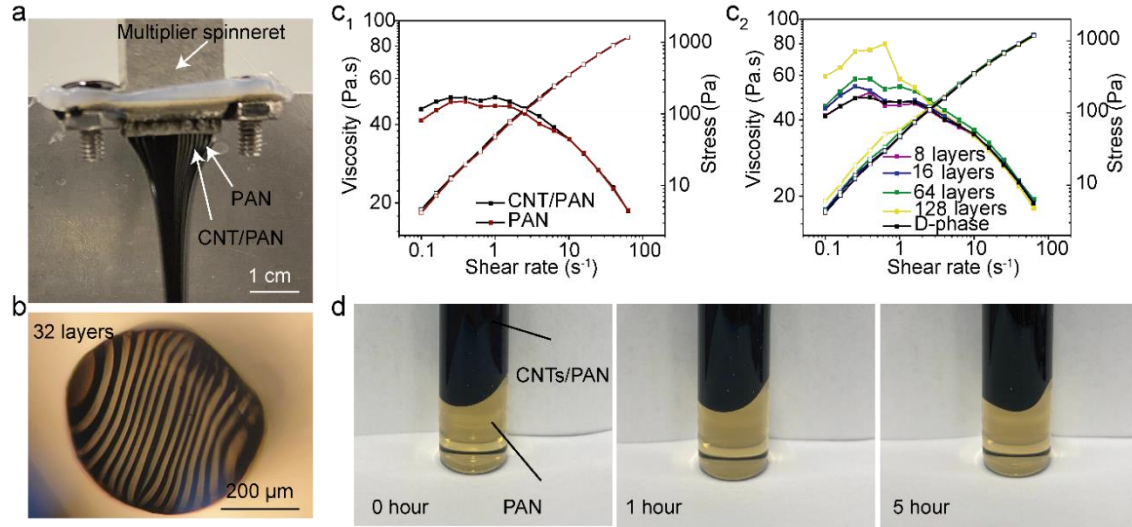 a
Multiplier spinneret
PAN
CNT/PAN
1 cm
b
32 layers
200 µm
c1
Viscosity (Pa.s)
100
80
60
40
20
0.1
1
10
100
Shear rate (s⁻¹)
Stress (Pa)
1000
100
10
CNT/PAN
PAN
c2
Viscosity (Pa.s)
100
80
60
40
20
0.1
1
10
100
Shear rate (s⁻¹)
Stress (Pa)
1000
100
10
8 layers
16 layers
64 layers
128 layers
D-phase
d
CNTs/PAN
PAN
0 hour
1 hour
5 hour